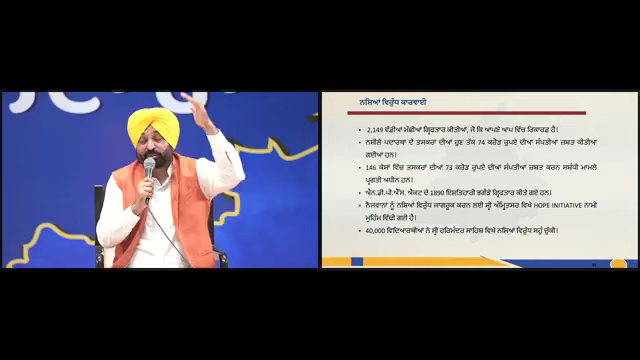 ਨਸ਼ਿਆਂ ਵਿਰੁੱਧ ਕਾਰਵਾਈ
2,149 ਵੱਡੀਆਂ ਮੱਛੀਆਂ ਗ੍ਰਿਫ਼ਤਾਰ ਕੀਤੀਆਂ, ਜੋ ਕਿ ਆਪਣੇ ਆਪ ਵਿੱਚ ਰਿਕਾਰਡ ਹੈ।
ਨਸ਼ੀਲੇ ਪਦਾਰਥਾਂ ਦੇ ਤਸਕਰਾਂ ਦੀਆਂ ਹੁਣ ਤੱਕ 74 ਕਰੋੜ ਰੁਪਏ ਦੀਆਂ ਸੰਪਤੀਆਂ ਜ਼ਬਤ ਕੀਤੀਆਂ
ਗਈਆਂ ਹਨ।
146 ਕੇਸਾਂ ਵਿੱਚ ਤਸਕਰਾਂ ਦੀਆਂ 73 ਕਰੋੜ ਰੁਪਏ ਦੀਆਂ ਸੰਪਤੀਆਂ ਜ਼ਬਤ ਕਰਨ ਸਬੰਧੀ ਮਾਮਲੇ
ਪ੍ਰਗਤੀ ਅਧੀਨ ਹਨ।
ਐਨ.ਡੀ.ਪੀ.ਐੱਸ. ਐਕਟ ਦੇ 1890 ਇਸ਼ਤਿਹਾਰੀ ਭਗੌੜੇ ਗ੍ਰਿਫ਼ਤਾਰ ਕੀਤੇ ਗਏ ਹਨ।
ਨੌਜਵਾਨਾਂ ਨੂੰ ਨਸ਼ਿਆਂ ਵਿਰੁੱਧ ਜਾਗਰੂਕ ਕਰਨ ਲਈ ਸ੍ਰੀ ਅੰਮ੍ਰਿਤਸਰ ਵਿਖੇ HOPE INITIATIVE ਨਾਮੀ
ਮੁਹਿੰਮ ਵਿੱਢੀ ਗਈ ਹੈ।
40,000 ਵਿਦਿਆਰਥੀਆਂ ਨੇ ਸ੍ਰੀ ਹਰਿਮੰਦਰ ਸਾਹਿਬ ਵਿਖੇ ਨਸ਼ਿਆਂ ਵਿਰੁੱਧ ਸਹੁੰ ਚੁੱਕੀ।